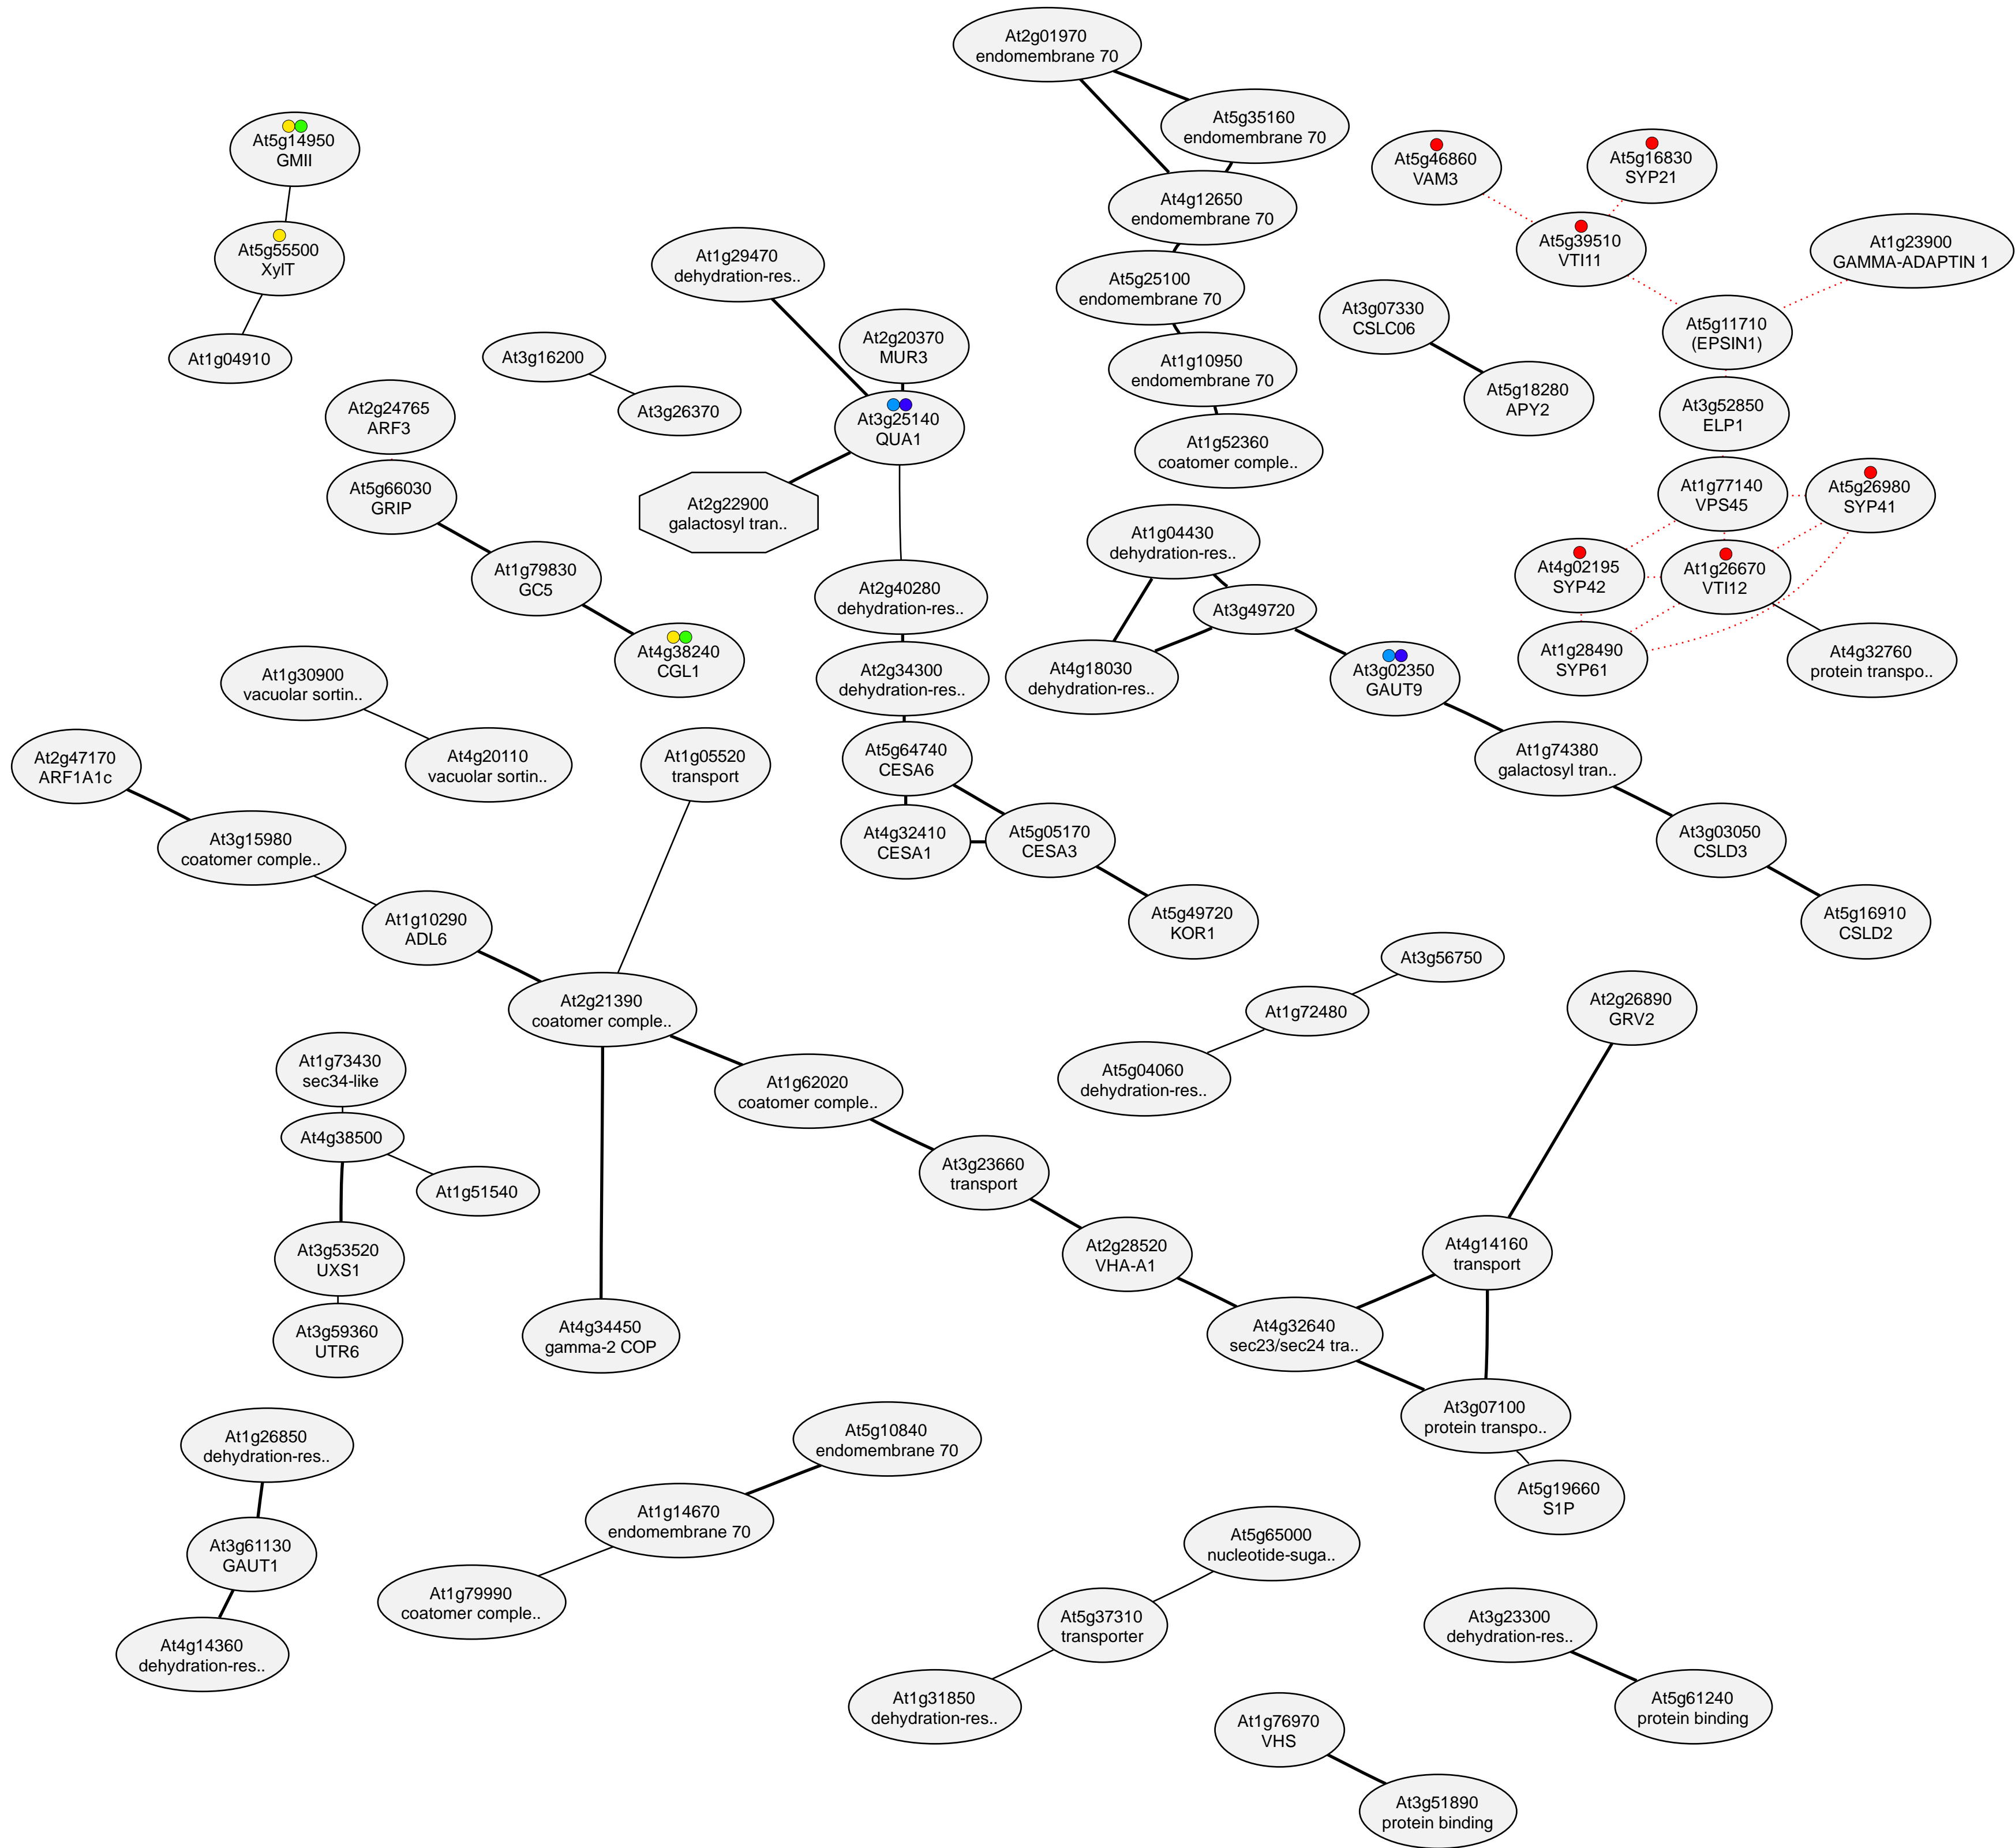 At2g01970
endomembrane 70
At5g35160
endomembrane 70
At5g14950
GMII
At5g46860
VAM3
At5g16830
SYP21
At4g12650
endomembrane 70
At5g39510
VTI11
At1g23900
GAMMA-ADAPTIN 1
At5g55500
XylT
At1g29470
dehydration-res..
At5g25100
endomembrane 70
At3g07330
CSLC06
At5g11710
(EPSIN1)
At1g04910
At3g16200
At2g20370
MUR3
At1g10950
endomembrane 70
At5g18280
APY2
At2g24765
ARF3
At3g26370
At3g25140
QUA1
At3g52850
ELP1
At1g52360
coatomer comple..
At5g66030
GRIP
At2g22900
galactosyl tran..
At1g77140
VPS45
At5g26980
SYP41
At1g04430
dehydration-res..
At1g79830
GC5
At4g02195
SYP42
At1g26670
VTI12
At2g40280
dehydration-res..
At3g49720
At4g38240
CGL1
At1g28490
SYP61
At4g32760
protein transpo..
At1g30900
vacuolar sortin..
At2g34300
dehydration-res..
At4g18030
dehydration-res..
At3g02350
GAUT9
At2g47170
ARF1A1c
At4g20110
vacuolar sortin..
At1g05520
transport
At5g64740
CESA6
At1g74380
galactosyl tran..
At3g15980
coatomer comple..
At4g32410
CESA1
At5g05170
CESA3
At3g03050
CSLD3
At1g10290
ADL6
At5g49720
KOR1
At5g16910
CSLD2
At3g56750
At2g21390
coatomer comple..
At1g72480
At2g26890
GRV2
At1g73430
sec34-like
At1g62020
coatomer comple..
At5g04060
dehydration-res..
At4g38500
At1g51540
At3g23660
transport
At3g53520
UXS1
At2g28520
VHA-A1
At4g14160
transport
At3g59360
UTR6
At4g34450
gamma-2 COP
At4g32640
sec23/sec24 tra..
At3g07100
protein transpo..
At1g26850
dehydration-res..
At5g10840
endomembrane 70
At5g19660
S1P
At1g14670
endomembrane 70
At3g61130
GAUT1
At5g65000
nucleotide-suga..
At1g79990
coatomer comple..
At5g37310
transporter
At3g23300
dehydration-res..
At4g14360
dehydration-res..
At1g31850
dehydration-res..
At5g61240
protein binding
At1g76970
VHS
At3g51890
protein binding